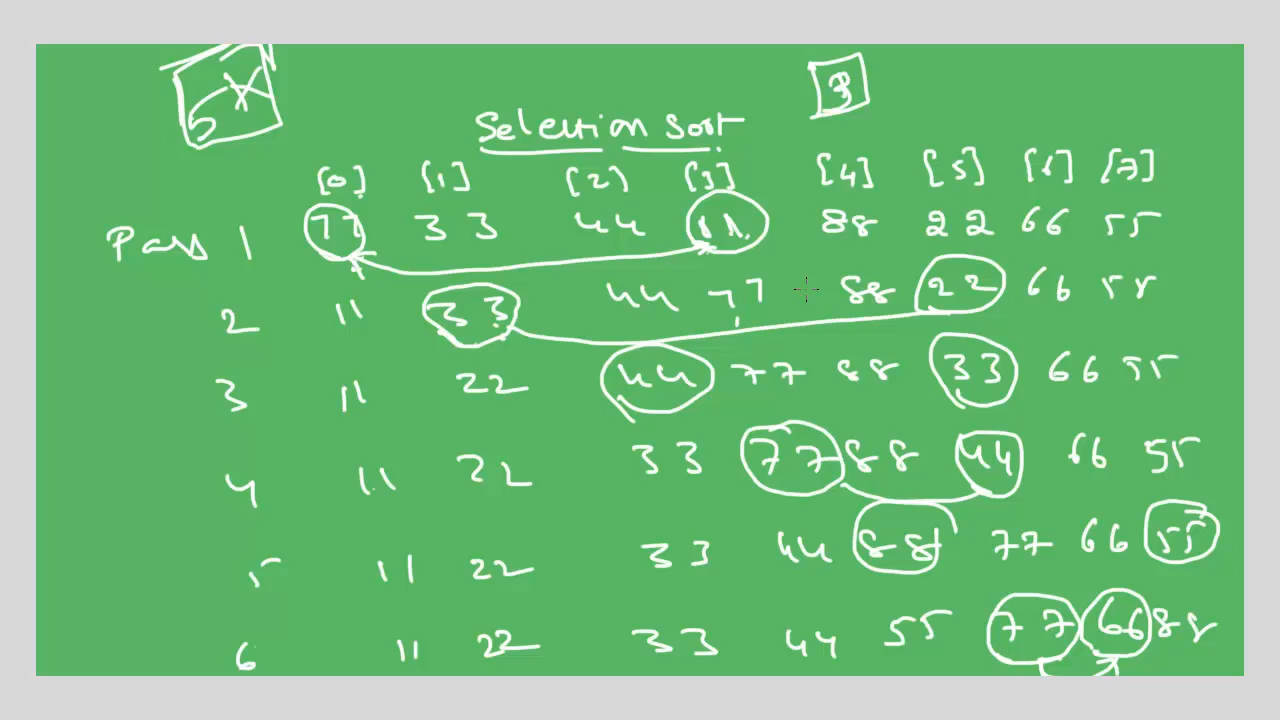 5
3
Selection Sort
[0] [1] [2] [3] [4] [5] [6] [7]
Pass 1 77 33 44 11 88 22 66 55
2 11 33 44 77 88 22 66 55
3 11 22 44 77 88 33 66 55
4 11 22 33 77 88 44 66 55
5 11 22 33 44 88 77 66 55
6 11 22 33 44 55 77 66 88